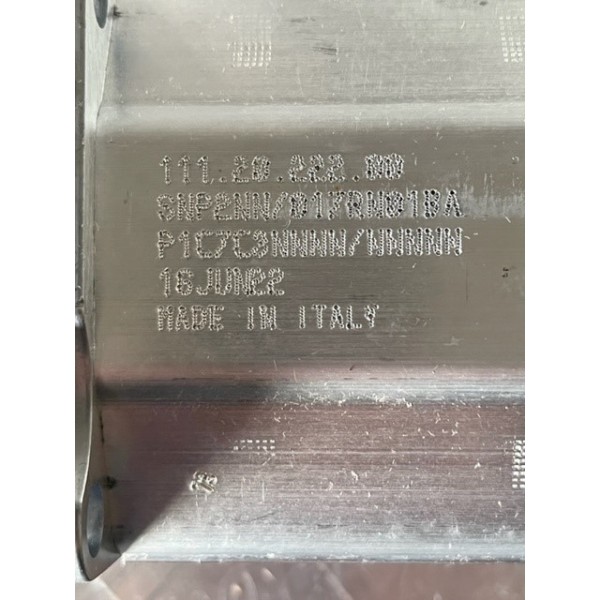 111.20.222.00
SNP2NN/017RN01BA
P1C7C3NNNN/NNNNN
16JUN22
MADE IN ITALY